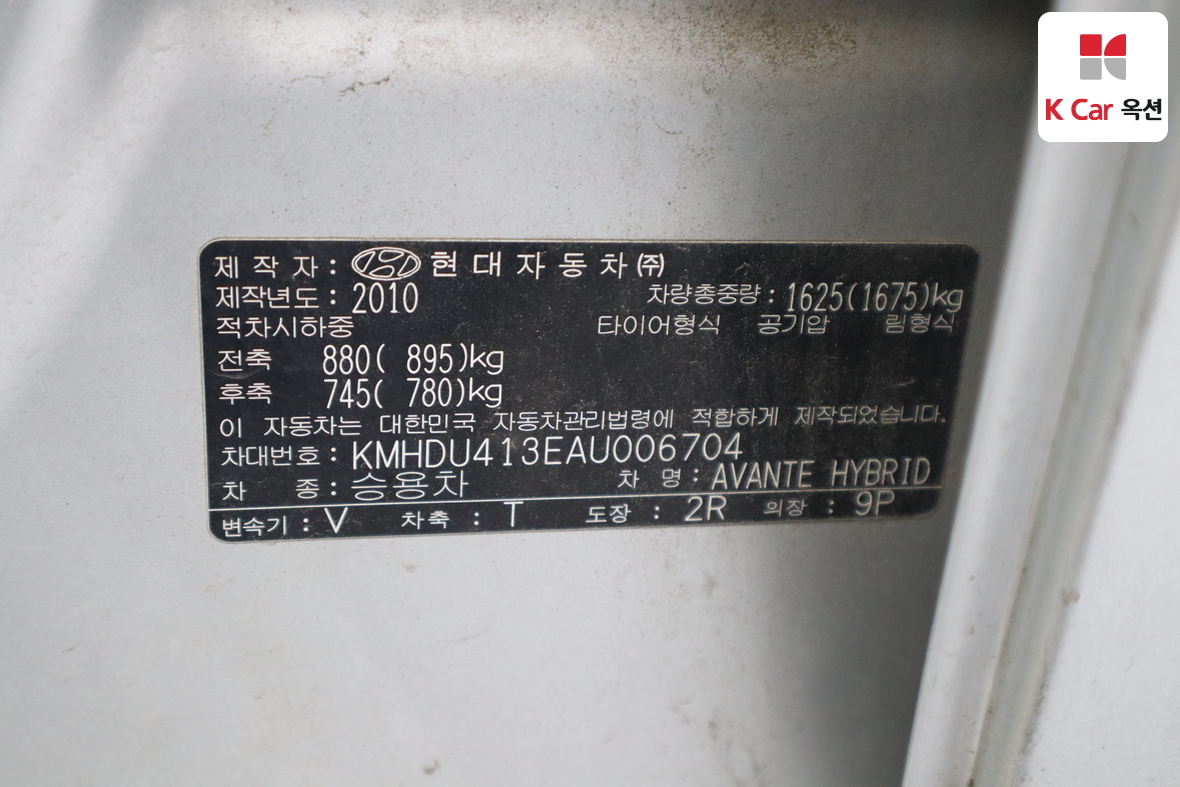 K Car 옥션
제 작 자 : 현 대 자 동 차 ㈜
제작년도 : 2010 차량총중량 : 1625(1675)kg
적차시하중 타이어형식 공기압 림형식
전축 880( 895)kg
후축 745( 780)kg
이 자동차는 대한민국 자동차관리법령에 적합하게 제작되었습니다.
차대번호 : KMHDU413EAU006704
차 종 : 승용차 차 명 : AVANTE HYBRID
변속기 : V 차축 : T 도장 : 2R 의장 : 9P